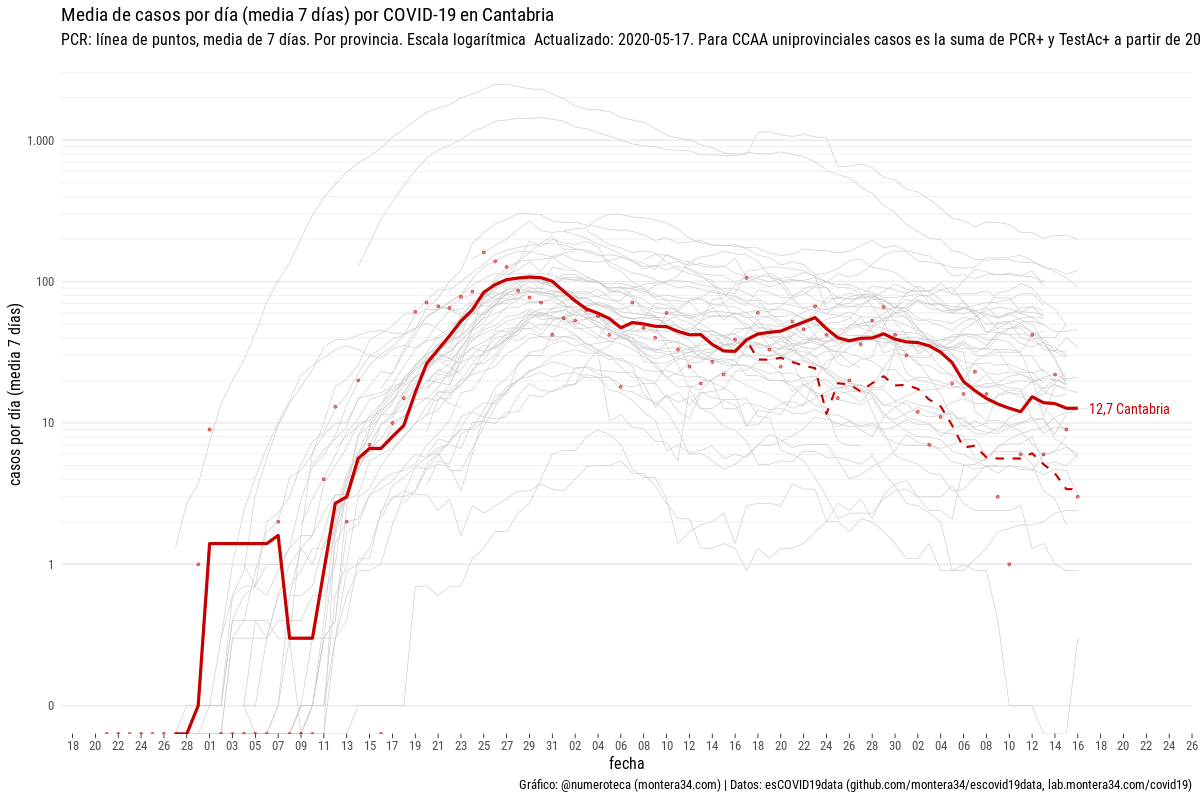 Media de casos por día (media 7 días) por COVID-19 en Cantabria
PCR: línea de puntos, media de 7 días. Por provincia. Escala logarítmica  Actualizado: 2020-05-17. Para CCAA uniprovinciales casos es la suma de PCR+ y TestAc+ a partir de 20
casos por día (media 7 días)
1.000
100
10
1
0
12,7 Cantabria
18 20 22 24 26 28 01 03 05 07 09 11 13 15 17 19 21 23 25 27 29 31 02 04 06 08 10 12 14 16 18 20 22 24 26 28 30 02 04 06 08 10 12 14 16 18 20 22 24 26
fecha
Gráfico: @numeroteca (montera34.com) | Datos: esCOVID19data (github.com/montera34/escovid19data, lab.montera34.com/covid19)